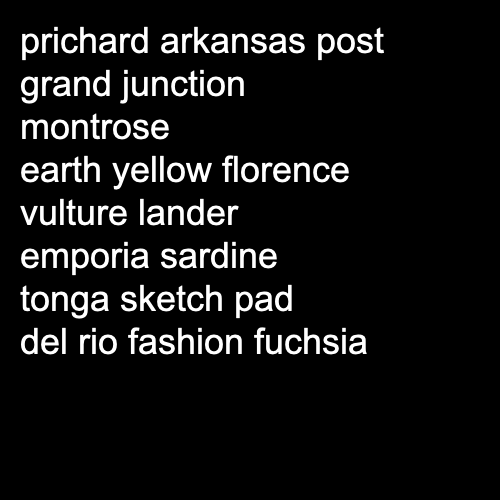 prichard arkansas post
grand junction
montrose
earth yellow florence
vulture lander
emporia sardine
tonga sketch pad
del rio fashion fuchsia